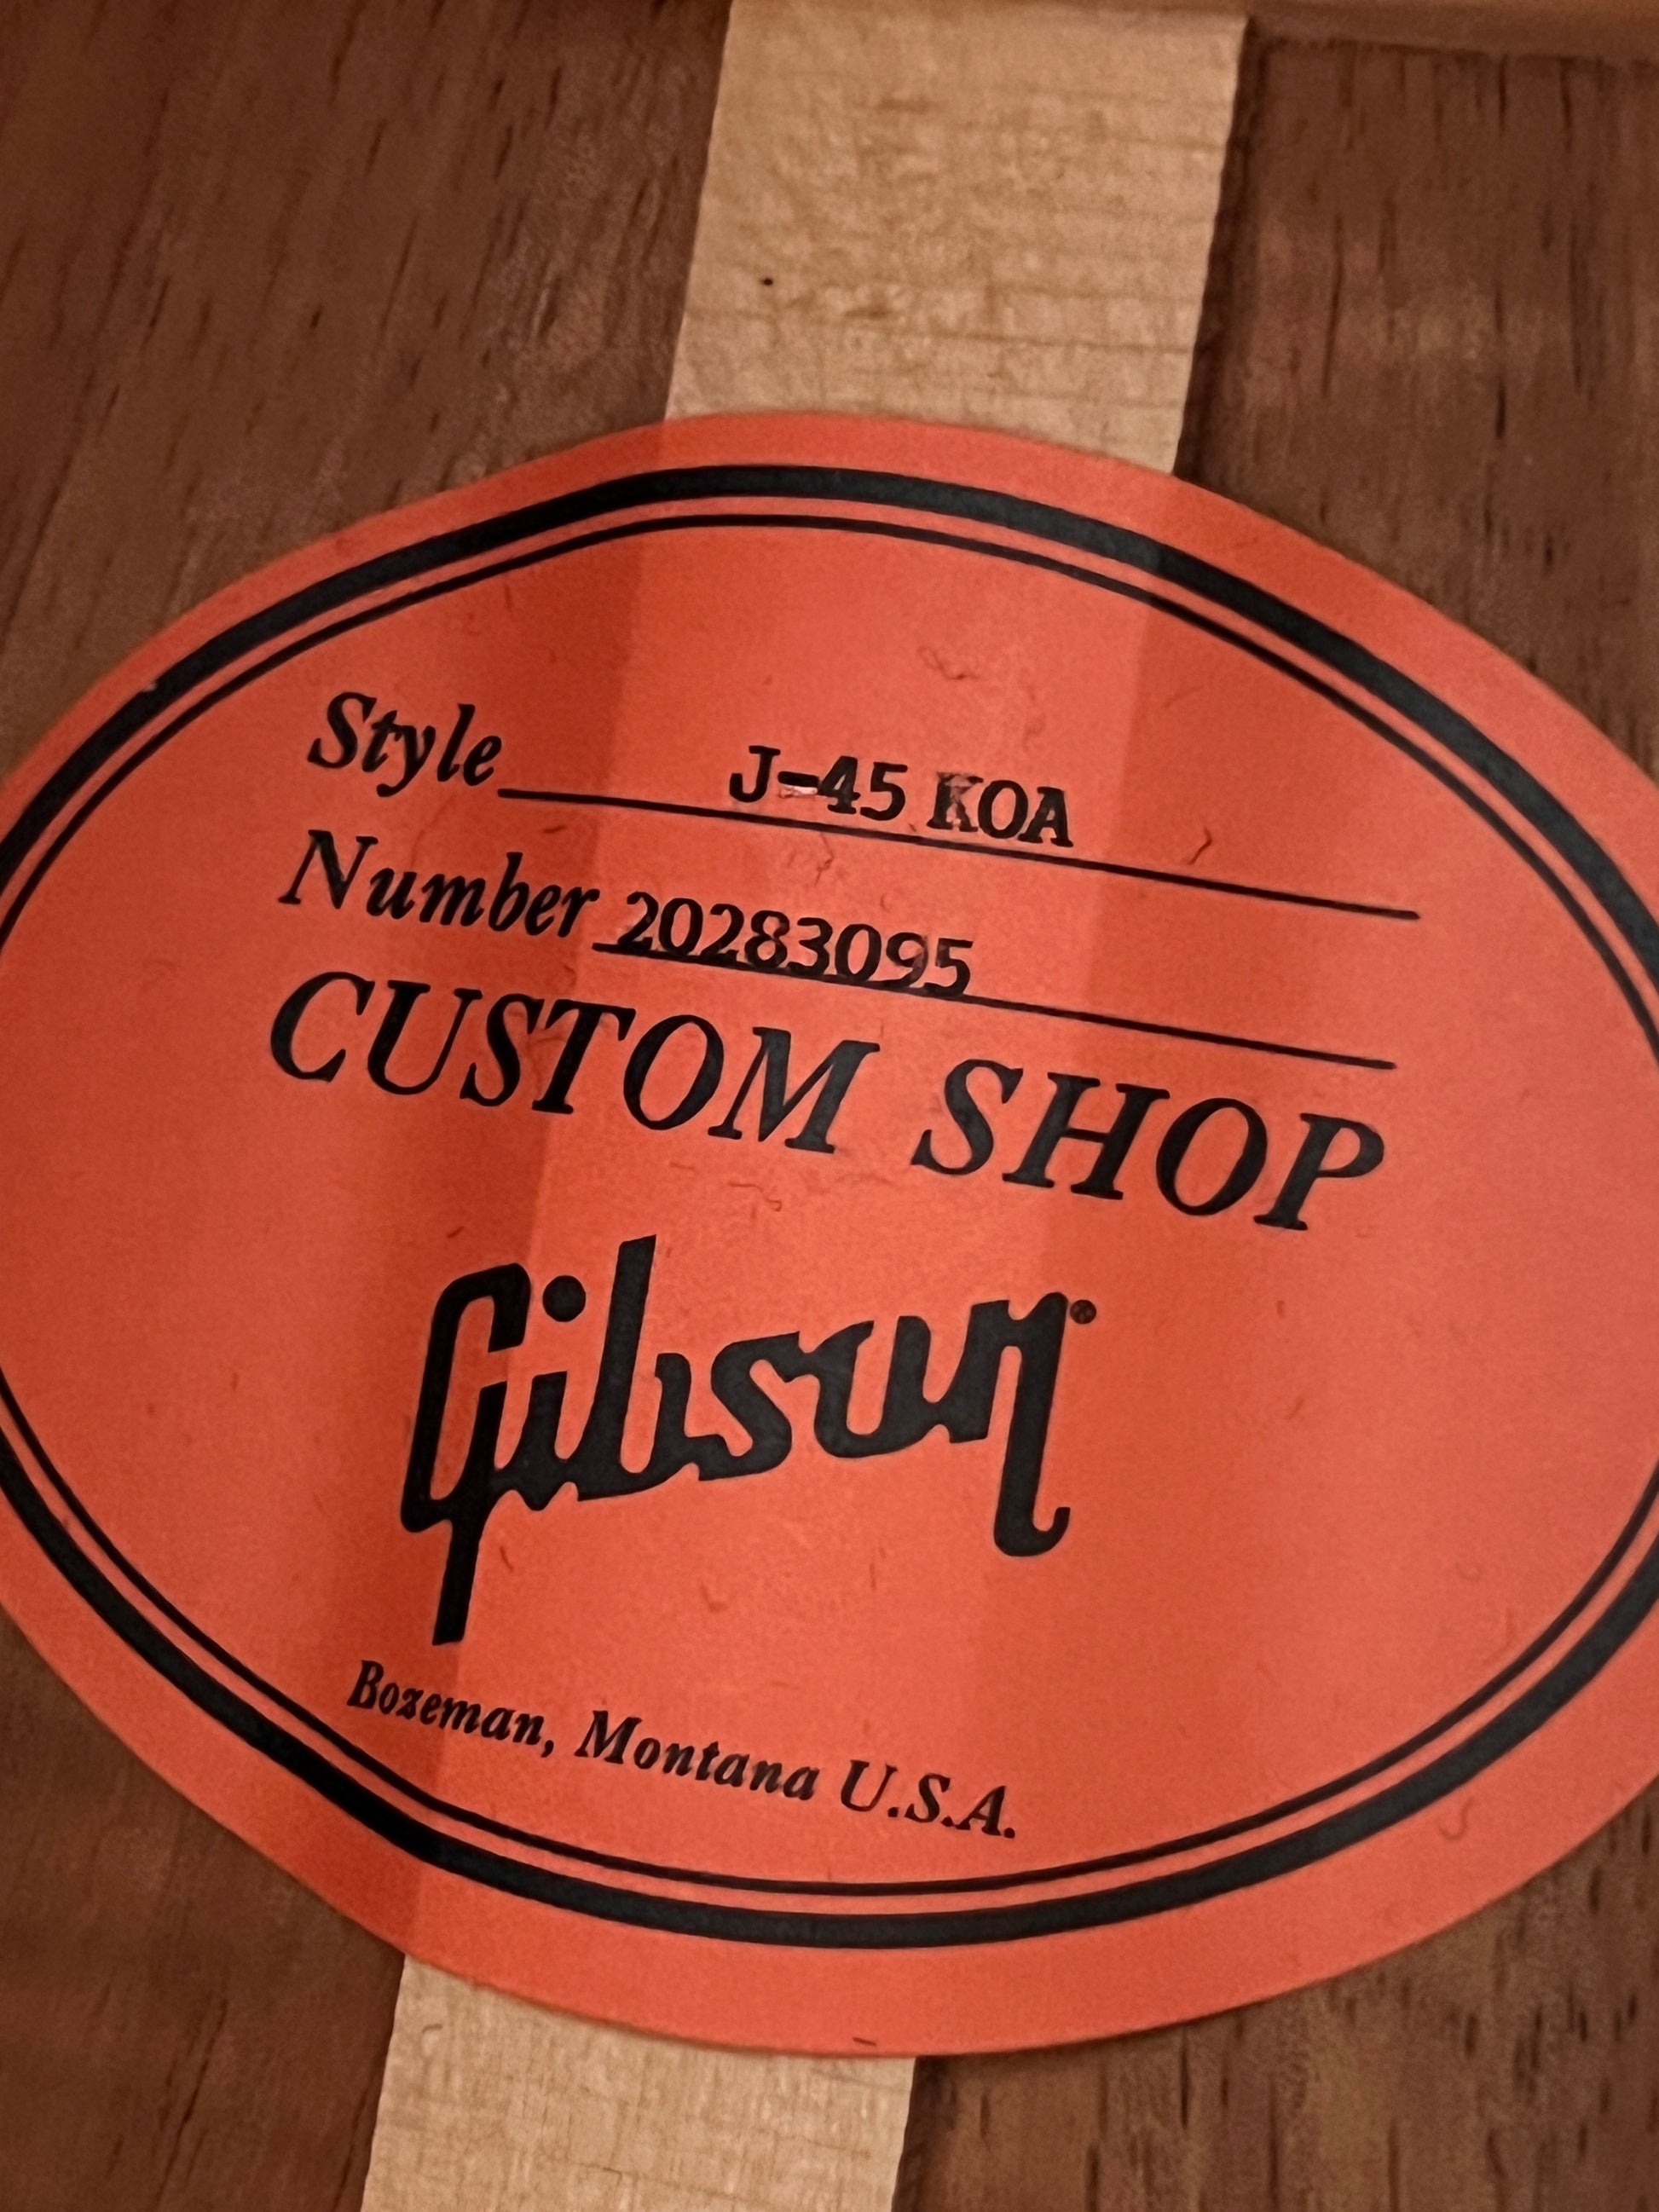 Style J-45 KOA
Number 20283095
CUSTOM SHOP
Gibson®
Bozeman, Montana U.S.A.